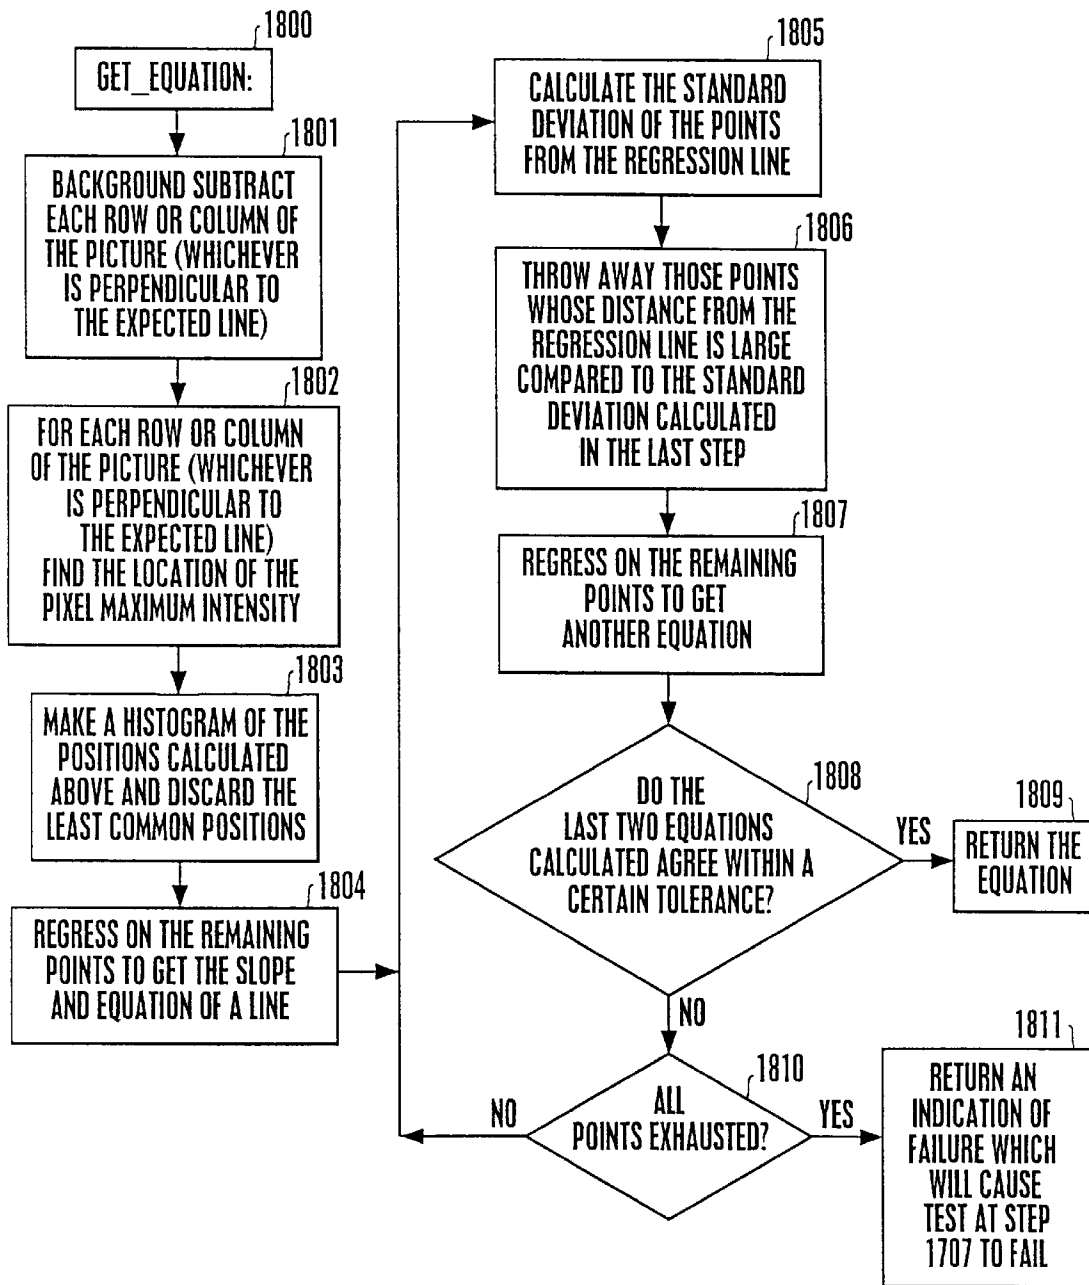 1800
GET_EQUATION:
1801
BACKGROUND SUBTRACT
EACH ROW OR COLUMN OF
THE PICTURE (WHICHEVER
IS PERPENDICULAR TO
THE EXPECTED LINE)
1802
FOR EACH ROW OR COLUMN
OF THE PICTURE (WHICHEVER
IS PERPENDICULAR TO
THE EXPECTED LINE)
FIND THE LOCATION OF THE
PIXEL MAXIMUM INTENSITY
1803
MAKE A HISTOGRAM OF THE
POSITIONS CALCULATED
ABOVE AND DISCARD THE
LEAST COMMON POSITIONS
1804
REGRESS ON THE REMAINING
POINTS TO GET THE SLOPE
AND EQUATION OF A LINE
1805
CALCULATE THE STANDARD
DEVIATION OF THE POINTS
FROM THE REGRESSION LINE
1806
THROW AWAY THOSE POINTS
WHOSE DISTANCE FROM THE
REGRESSION LINE IS LARGE
COMPARED TO THE STANDARD
DEVIATION CALCULATED
IN THE LAST STEP
1807
REGRESS ON THE REMAINING
POINTS TO GET
ANOTHER EQUATION
1808
DO THE
LAST TWO EQUATIONS
CALCULATED AGREE WITHIN A
CERTAIN TOLERANCE?
YES
1809
RETURN THE
EQUATION
NO
1810
ALL
POINTS EXHAUSTED?
NO
YES
1811
RETURN AN
INDICATION OF
FAILURE WHICH
WILL CAUSE
TEST AT STEP
1707 TO FAIL